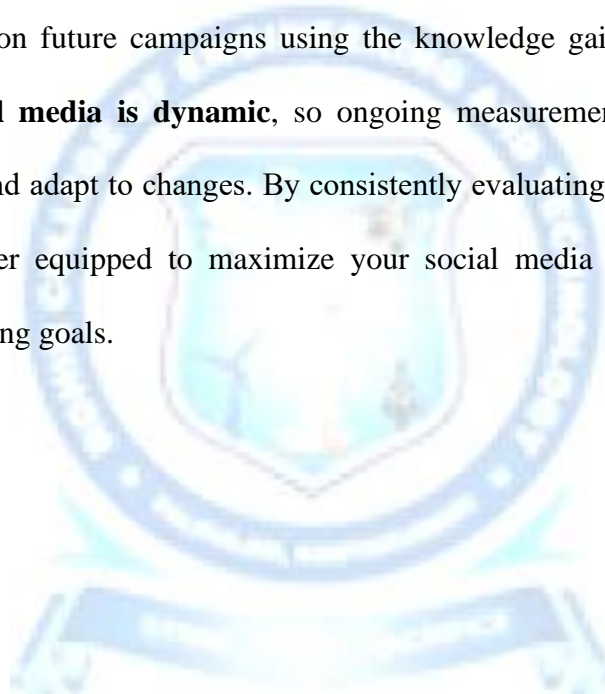 on future campaigns using the knowledge gai
l media is dynamic, so ongoing measuremen
nd adapt to changes. By consistently evaluating
er equipped to maximize your social media
ng goals.